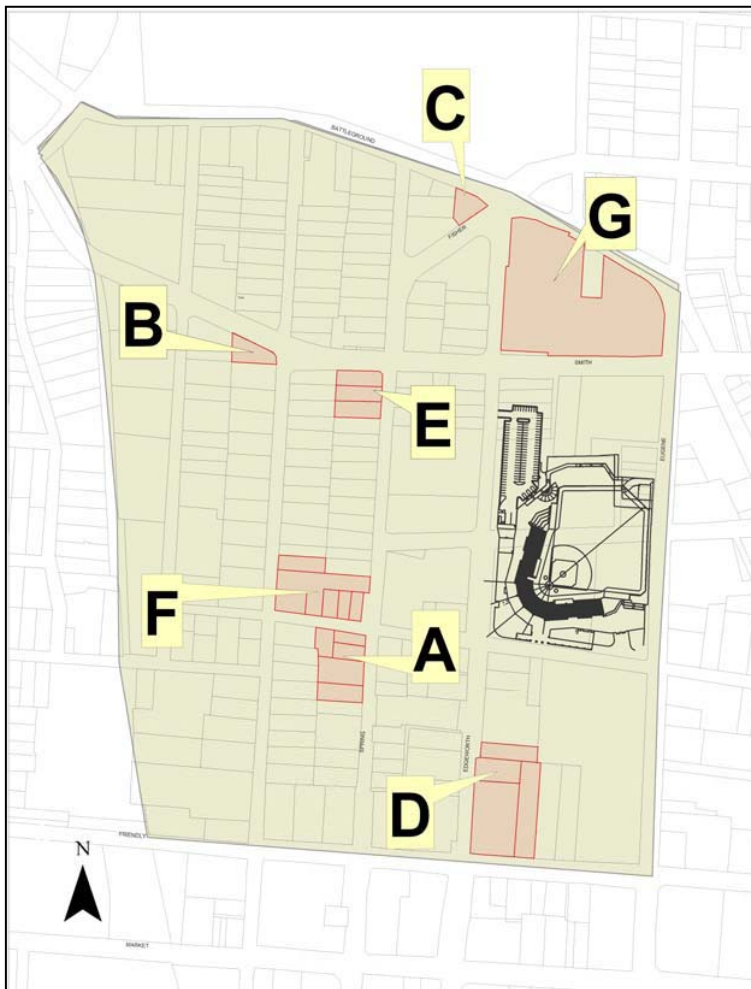 C
BATTLEGROUND
G
FISHER
B
SMITH
E
EUGENE
F
A
SPRING
EDGEWORTH
D
FRIENDLY
N
MARKET